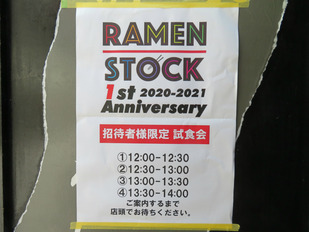 RAMEN
STOCK
1st 2020-2021
Anniversary
招待者様限定 試食会
①12:00-12:30
②12:30-13:00
③13:00-13:30
④13:30-14:00
ご案内するまで
店頭でお待ちください。